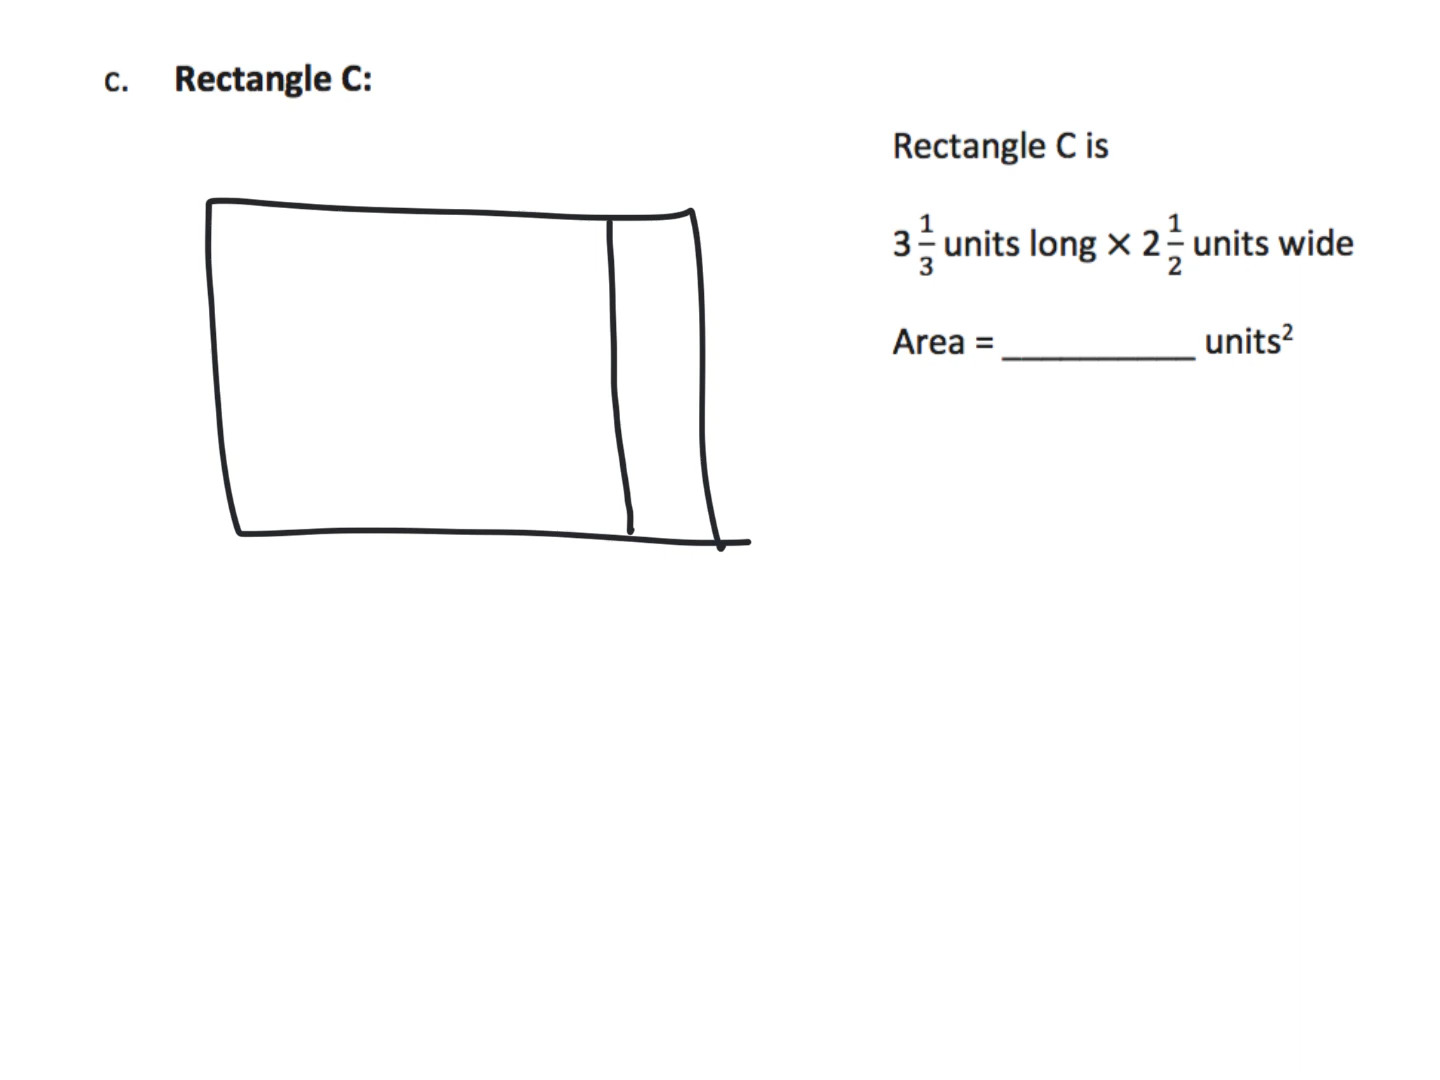 c. Rectangle C:
Rectangle C is
3 1/3 units long × 2 1/2 units wide
Area = __________ units²